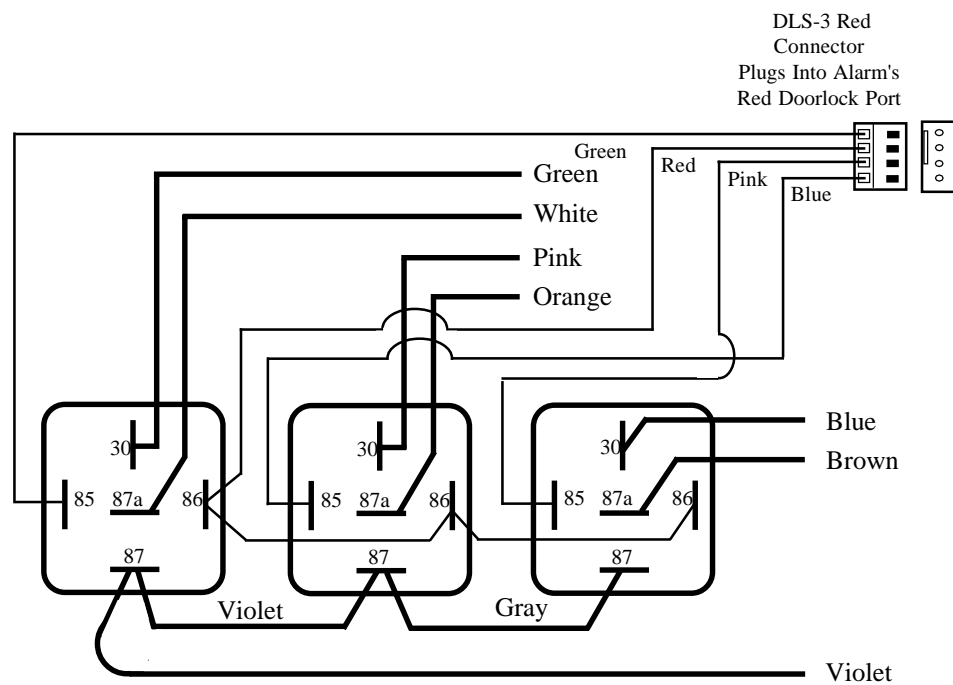 DLS-3 Red
Connector
Plugs Into Alarm's
Red Doorlock Port
Green
Red
Pink
Blue
Green
White
Pink
Orange
Blue
Brown
30
85
87a
86
87
30
85
87a
86
87
30
85
87a
86
87
Violet
Gray
Violet